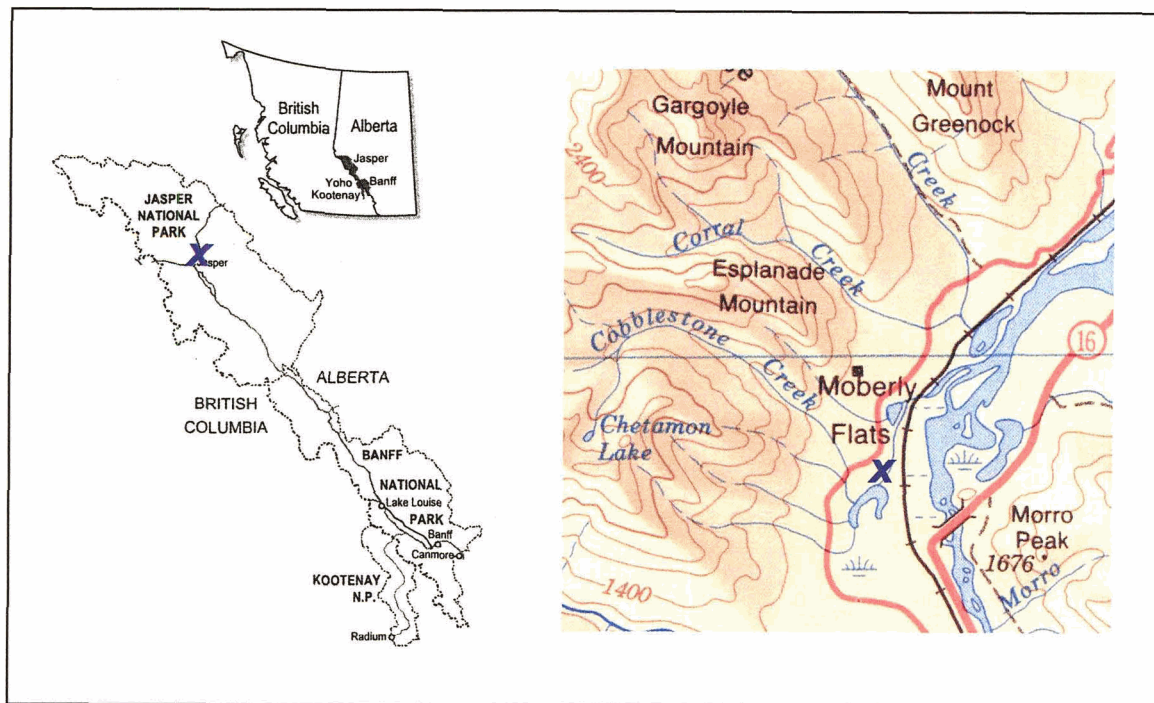 British
Columbia
Alberta
Jasper
Yoho
Banff
Kootenay
JASPER
NATIONAL
PARK
X
Jasper
ALBERTA
BRITISH
COLUMBIA
BANFF
NATIONAL
Lake Louise
PARK
Banff
Canmore
KOOTENAY
N.P.
Radium
Gargoyle
Mountain
2400
Mount
Greenock
Creek
Corral
Creek
Esplanade
Mountain
Cobblestone
Creek
16
Moberly
Flats
Chetamon
Lake
X
Morro
Peak
1676
Morro
1400